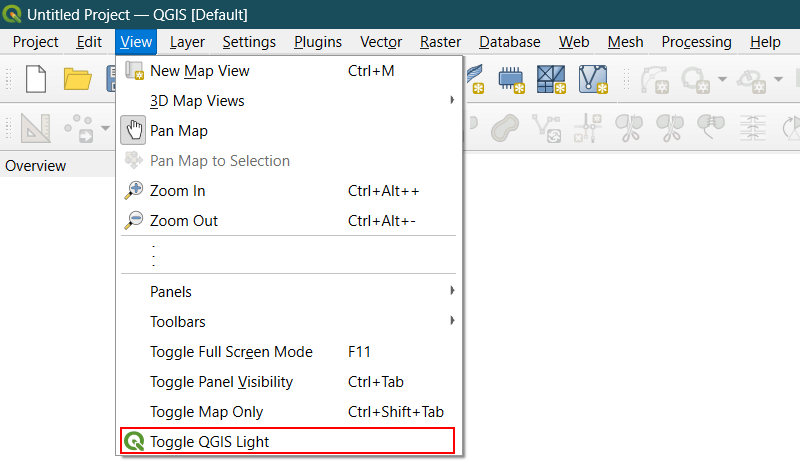 Untitled Project — QGIS [Default]
Project Edit View Layer Settings Plugins Vector Raster Database Web Mesh Processing Help
New Map View Ctrl+M
3D Map Views
Pan Map
Pan Map to Selection
Overview
Zoom In Ctrl+Alt++
Zoom Out Ctrl+Alt+-
Panels
Toolbars
Toggle Full Screen Mode F11
Toggle Panel Visibility Ctrl+Tab
Toggle Map Only Ctrl+Shift+Tab
Toggle QGIS Light